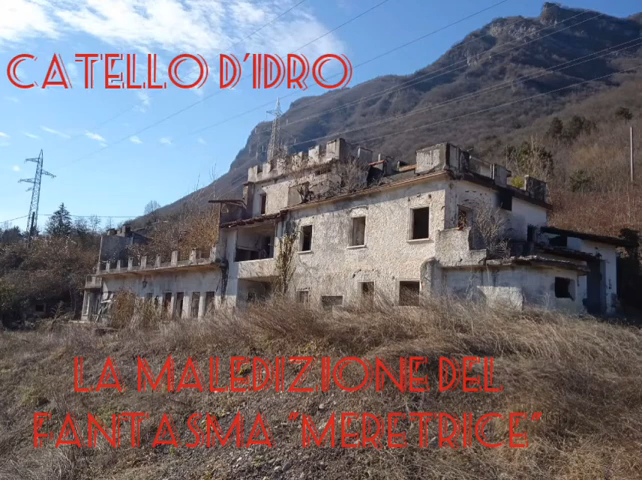 CATELLO D'IDRO
LA MALEDIZIONE DEL
FANTASMA "MERETRICE"